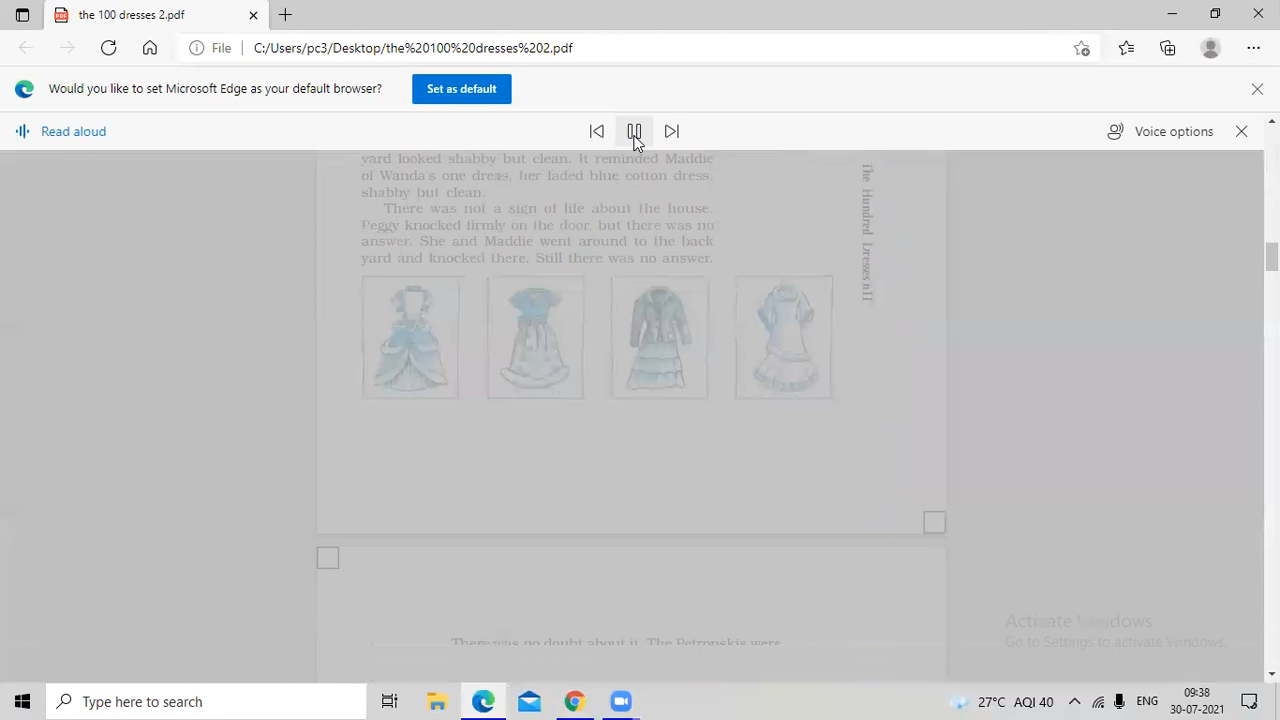 the 100 dresses 2.pdf
File
C:/Users/pc3/Desktop/the%20100%20dresses%202.pdf
Would you like to set Microsoft Edge as your default browser?
Set as default
Read aloud
Voice options
yard looked shabby but clean. It reminded Maddie
of Wanda's one dress, her faded blue cotton dress,
shabby but clean.
There was not a sign of life about the house.
Peggy knocked firmly on the door, but there was no
answer. She and Maddie went around to the back
yard and knocked there. Still there was no answer.
The Hundred Dresses
There was no doubt about it. The Petronskis were
Activate Windows
Go to Settings to activate Windows.
Type here to search
27°C AQI 40
ENG
09:38
30-07-2021